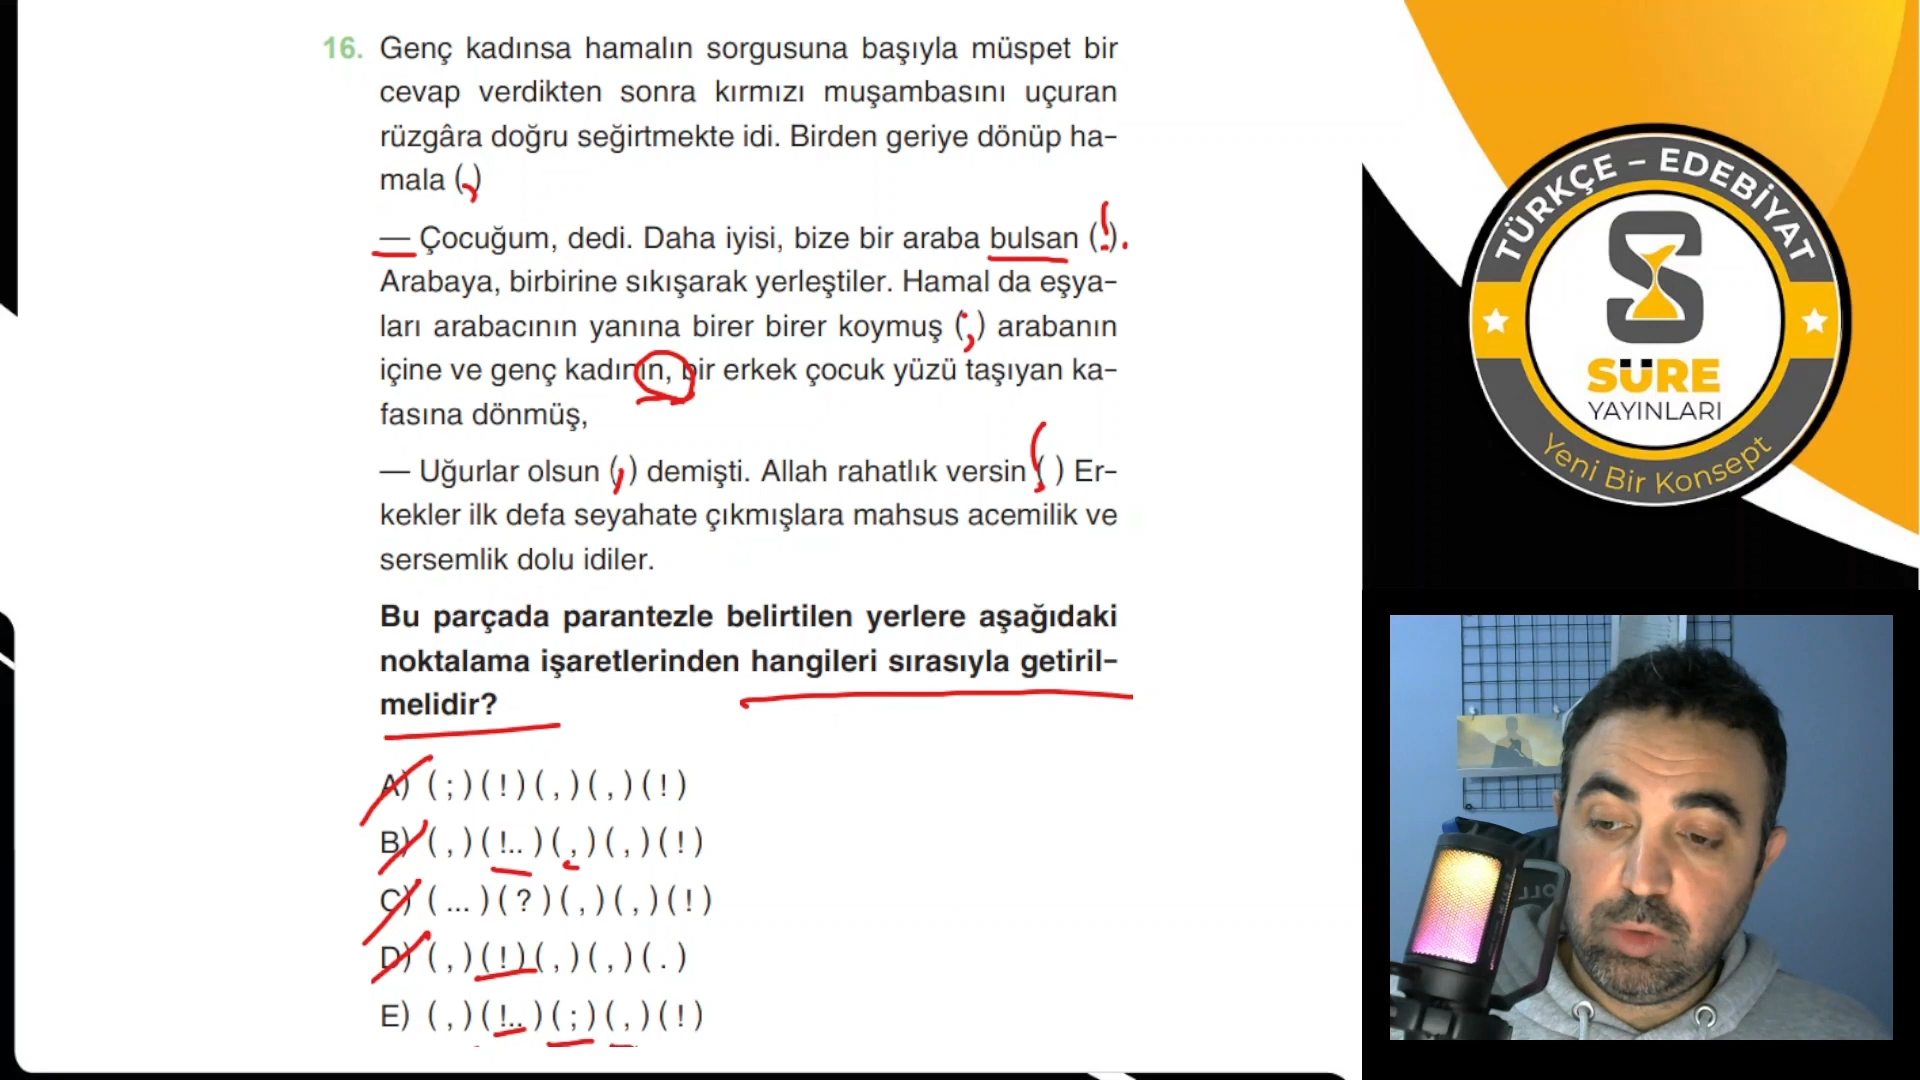 16. Genç kadınsa hamalın sorgusuna başıyla müspet bir
cevap verdikten sonra kırmızı muşambasını uçuran
rüzgâra doğru seğirtmekte idi. Birden geriye dönüp ha-
mala (,)
— Çocuğum, dedi. Daha iyisi, bize bir araba bulsan (!..)
Arabaya, birbirine sıkışarak yerleştiler. Hamal da eşya-
ları arabacının yanına birer birer koymuş (;) arabanın
içine ve genç kadının, bir erkek çocuk yüzü taşıyan ka-
fasına dönmüş,
— Uğurlar olsun (,) demişti. Allah rahatlık versin (!) Er-
kekler ilk defa seyahate çıkmışlara mahsus acemilik ve
sersemlik dolu idiler.
Bu parçada parantezle belirtilen yerlere aşağıdaki
noktalama işaretlerinden hangileri sırasıyla getiril-
melidir?
A) ( ; ) ( ! ) ( , ) ( , ) ( ! )
B) ( , ) ( !.. ) ( , ) ( , ) ( ! )
C) ( ... ) ( ? ) ( , ) ( , ) ( ! )
D) ( , ) ( ! ) ( , ) ( , ) ( . )
E) ( , ) ( !.. ) ( ; ) ( , ) ( ! )
TÜRKÇE – EDEBİYAT
S
SÜRE
YAYINLARI
Yeni Bir Konsept